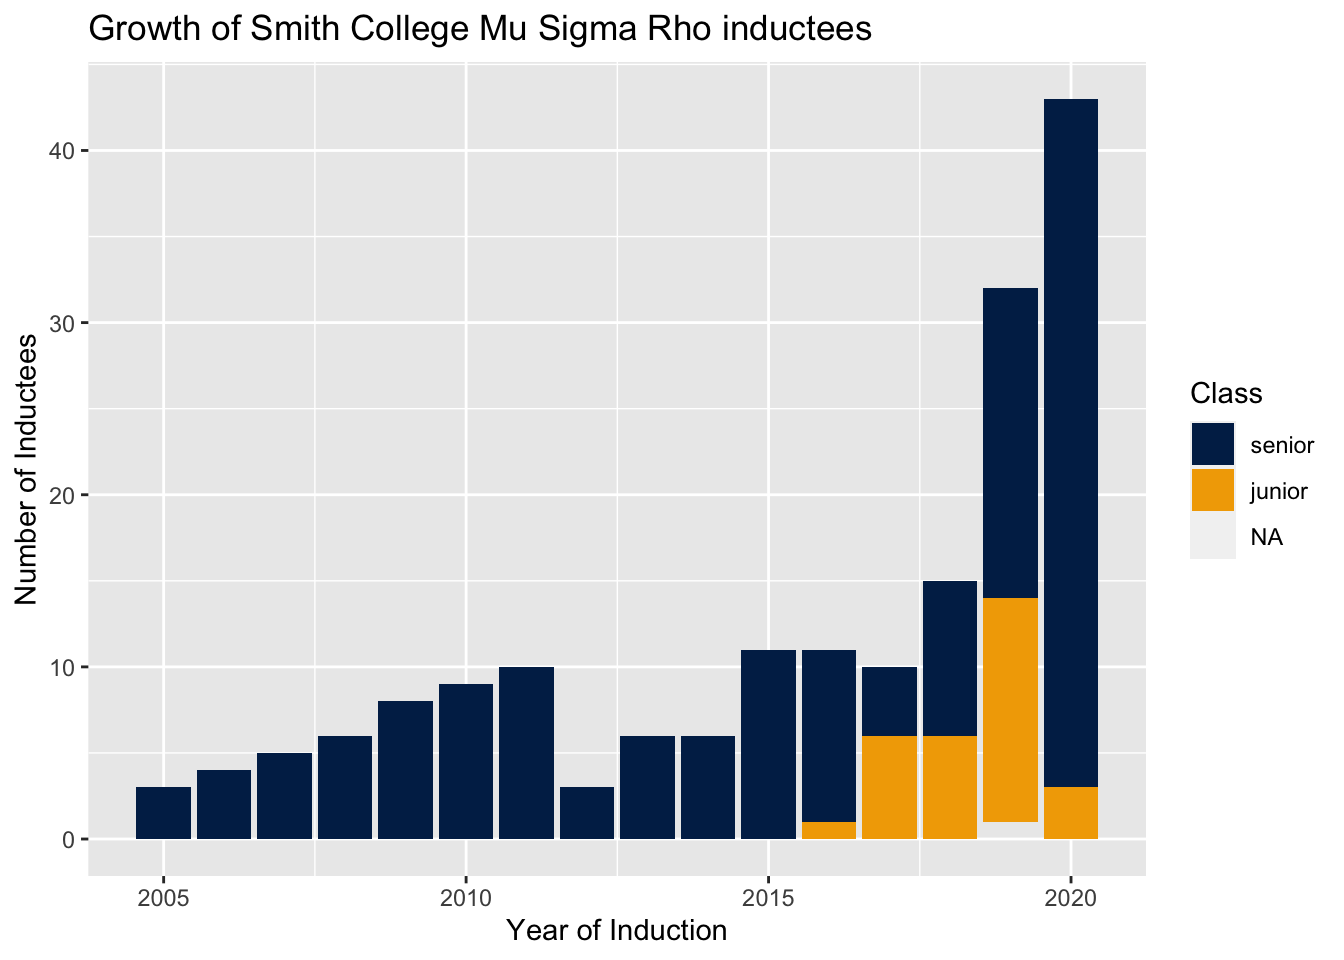 Growth of Smith College Mu Sigma Rho inductees
Number of Inductees
40
30
20
10
0
2005 2010 2015 2020
Year of Induction
Class
senior
junior
NA